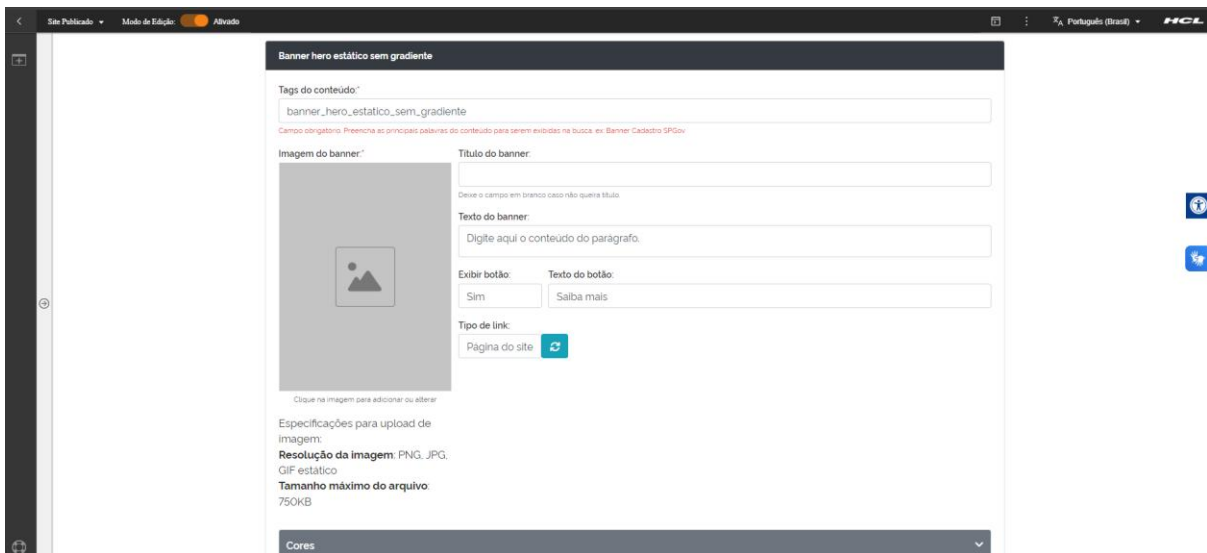 Site Publicado
Modo de Edição:
Ativado
Português (Brasil)
HCL
Banner hero estático sem gradiente
Tags do conteúdo:*
banner_hero_estatico_sem_gradiente
Campo obrigatório. Preencha as principais palavras do conteúdo para serem exibidas na busca. ex: Banner Cadastro SPGov
Imagem do banner:*
Título do banner:
Deixe o campo em branco caso não queira título.
Texto do banner:
Digite aqui o conteúdo do parágrafo.
Exibir botão:
Texto do botão:
Sim
Saiba mais
Tipo de link:
Página do site
Clique na imagem para adicionar ou alterar
Especificações para upload de
imagem:
Resolução da imagem: PNG, JPG,
GIF estático
Tamanho máximo do arquivo:
750KB
Cores